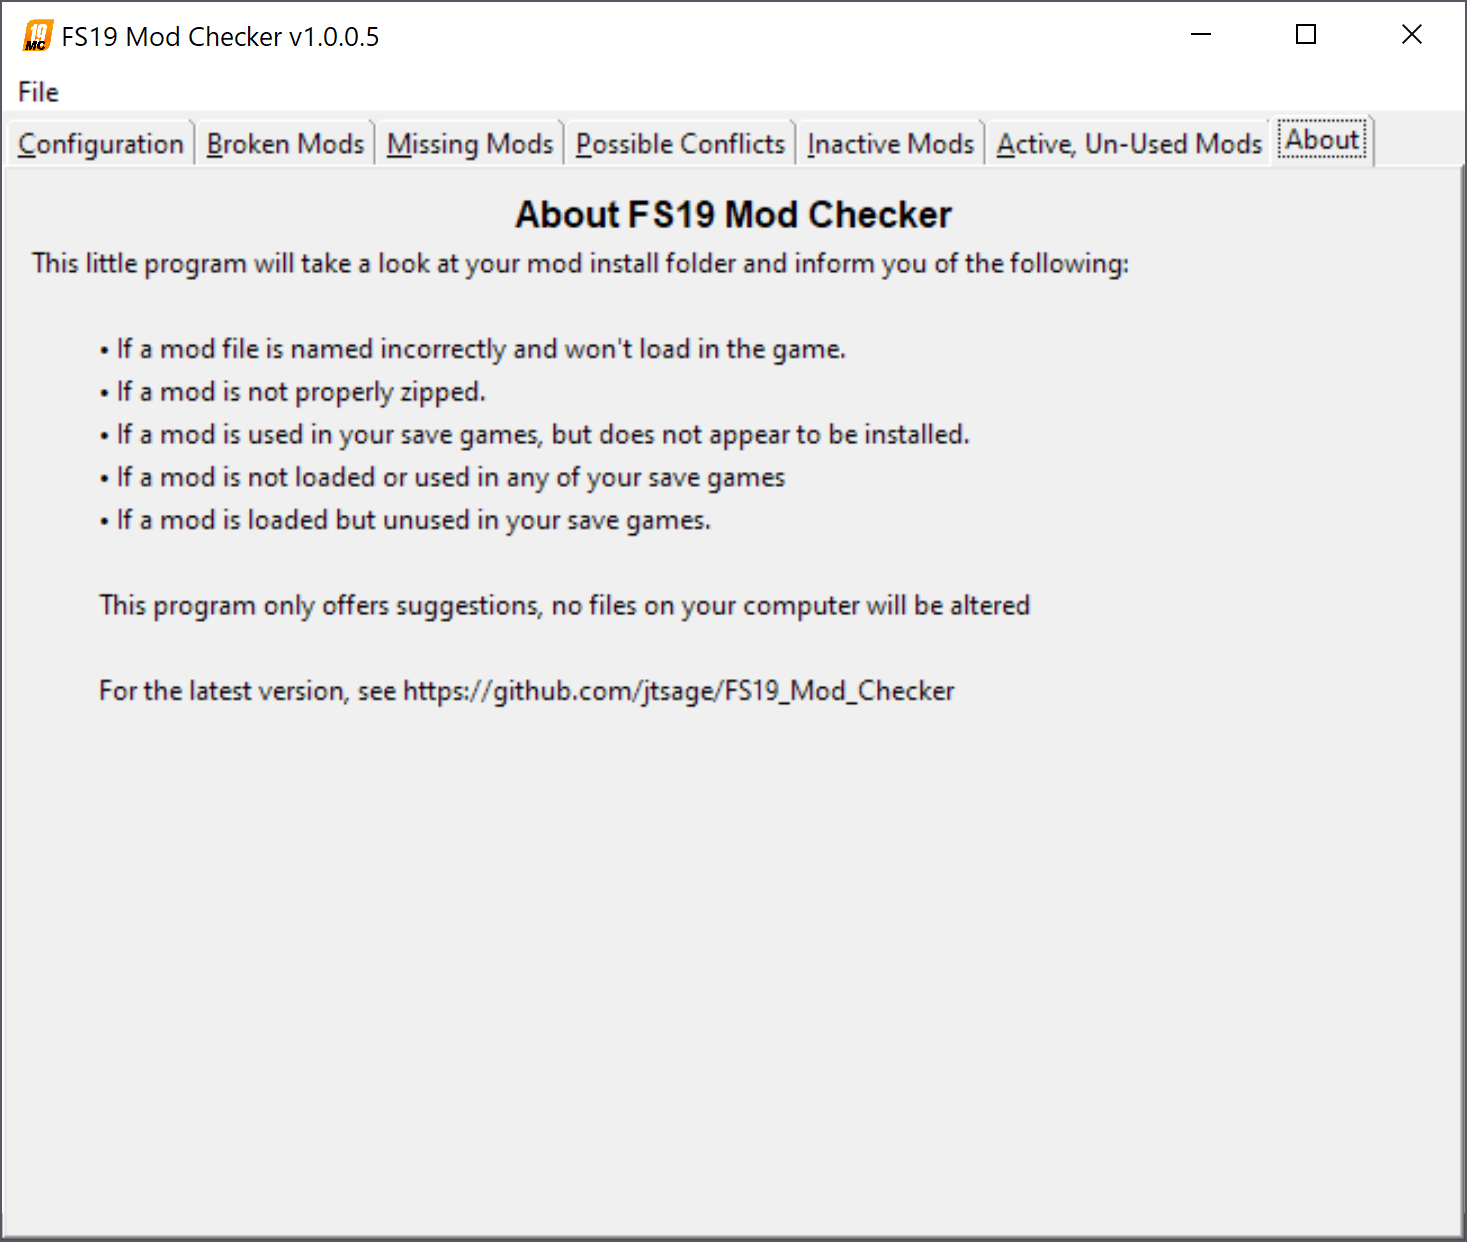 19
MC
FS19 Mod Checker v1.0.0.5
File
Configuration
Broken Mods
Missing Mods
Possible Conflicts
Inactive Mods
Active, Un-Used Mods
About
About FS19 Mod Checker
This little program will take a look at your mod install folder and inform you of the following:
• If a mod file is named incorrectly and won't load in the game.
• If a mod is not properly zipped.
• If a mod is used in your save games, but does not appear to be installed.
• If a mod is not loaded or used in any of your save games
• If a mod is loaded but unused in your save games.
This program only offers suggestions, no files on your computer will be altered
For the latest version, see https://github.com/jtsage/FS19_Mod_Checker